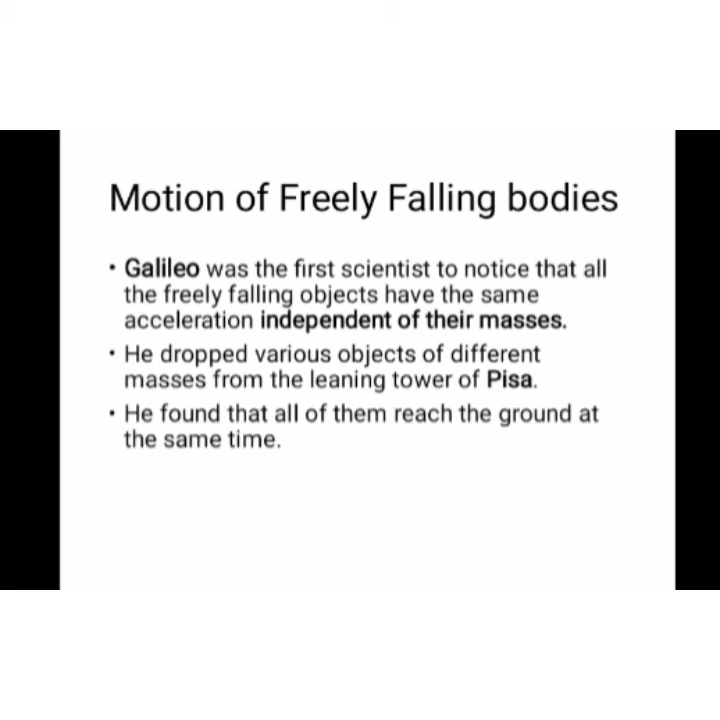 Motion of Freely Falling bodies
• Galileo was the first scientist to notice that all
the freely falling objects have the same
acceleration independent of their masses.
• He dropped various objects of different
masses from the leaning tower of Pisa.
• He found that all of them reach the ground at
the same time.